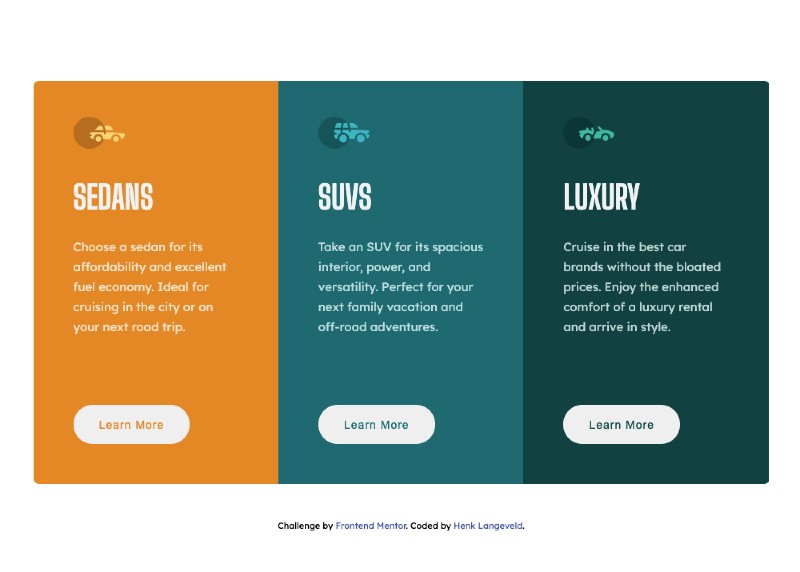 SEDANS
Choose a sedan for its
affordability and excellent
fuel economy. Ideal for
cruising in the city or on
your next road trip.
Learn More
SUVS
Take an SUV for its spacious
interior, power, and
versatility. Perfect for your
next family vacation and
off-road adventures.
Learn More
LUXURY
Cruise in the best car
brands without the bloated
prices. Enjoy the enhanced
comfort of a luxury rental
and arrive in style.
Learn More
Challenge by Frontend Mentor. Coded by Henk Langeveld.